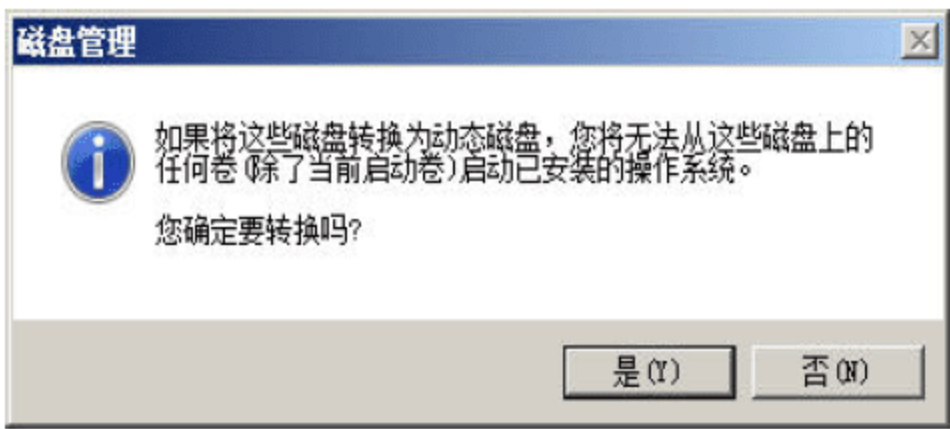 磁盘管理
如果将这些磁盘转换为动态磁盘，您将无法从这些磁盘上的
任何卷(除了当前启动卷)启动已安装的操作系统。
您确定要转换吗?
是(Y)
否(N)